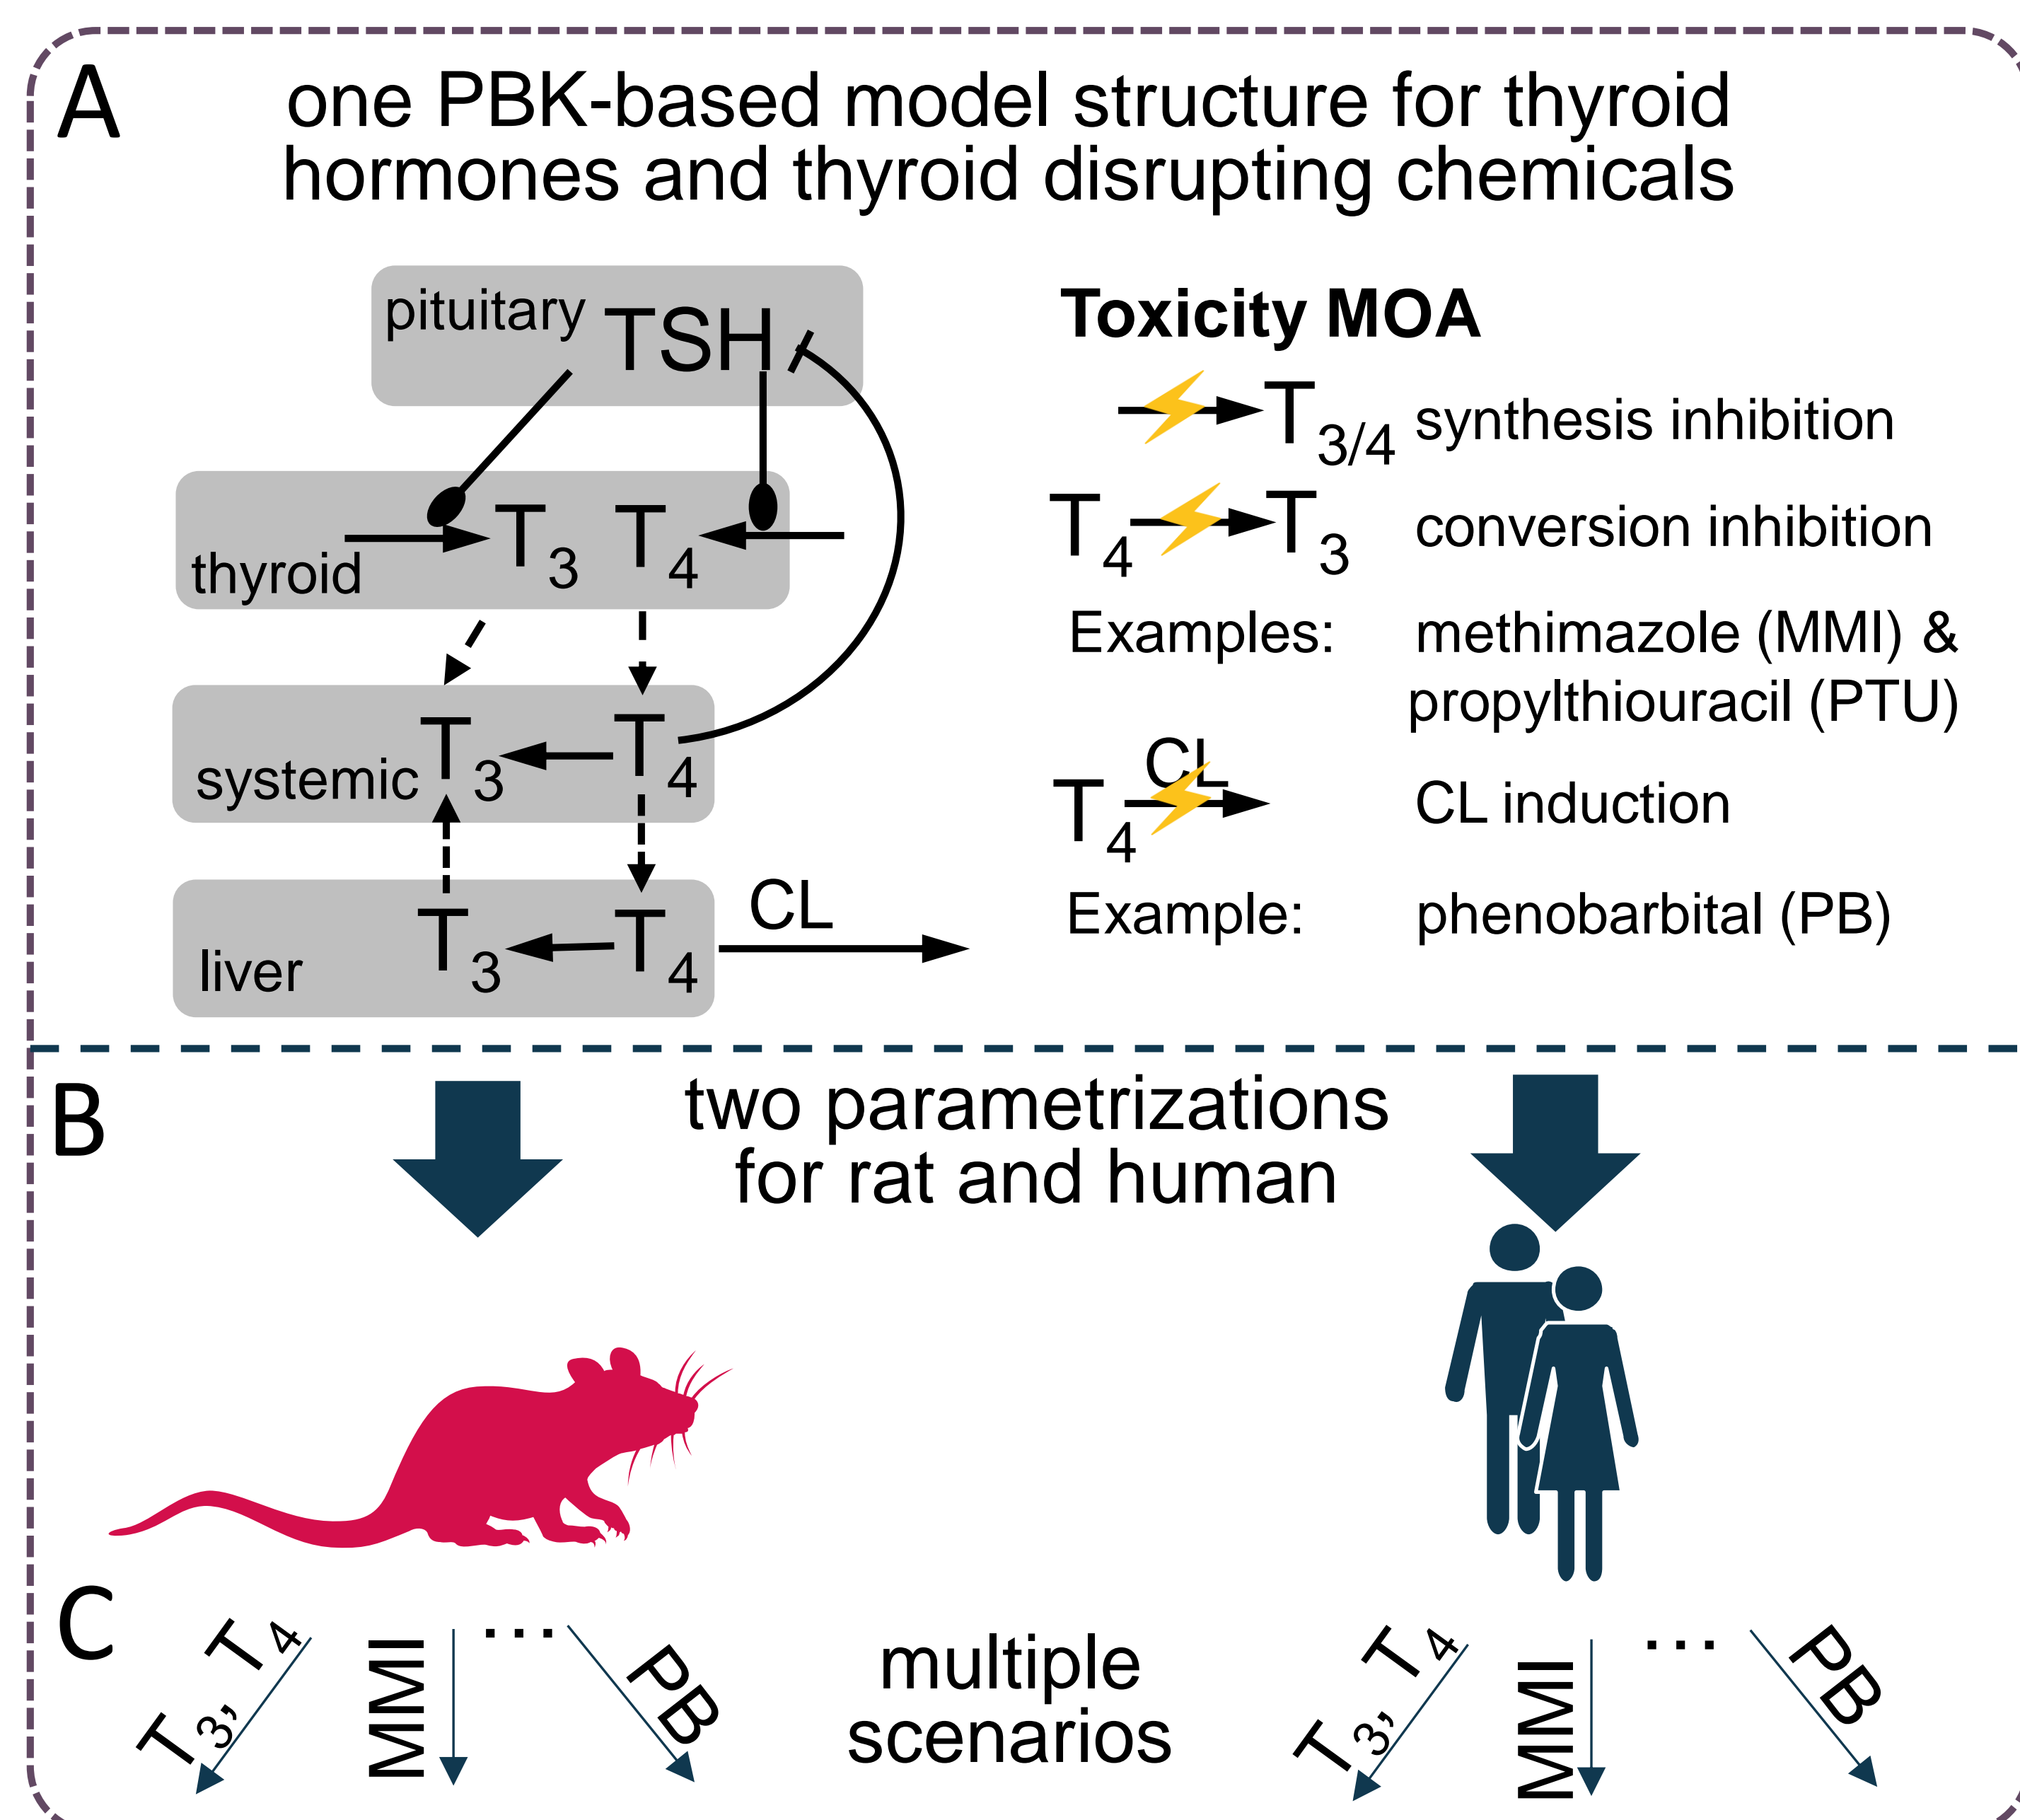 A
one PBK-based model structure for thyroid
hormones and thyroid disrupting chemicals
pituitary TSH
thyroid T3 T4
systemic T3 T4
liver T3 T4
CL
Toxicity MOA
T3/4 synthesis inhibition
T4 T3 conversion inhibition
Examples: methimazole (MMI) &
propylthiouracil (PTU)
CL
T4 CL induction
Example: phenobarbital (PB)
B
two parametrizations
for rat and human
C
T3, T4
MMI
...
PB
multiple
scenarios
T3, T4
MMI
...
PB